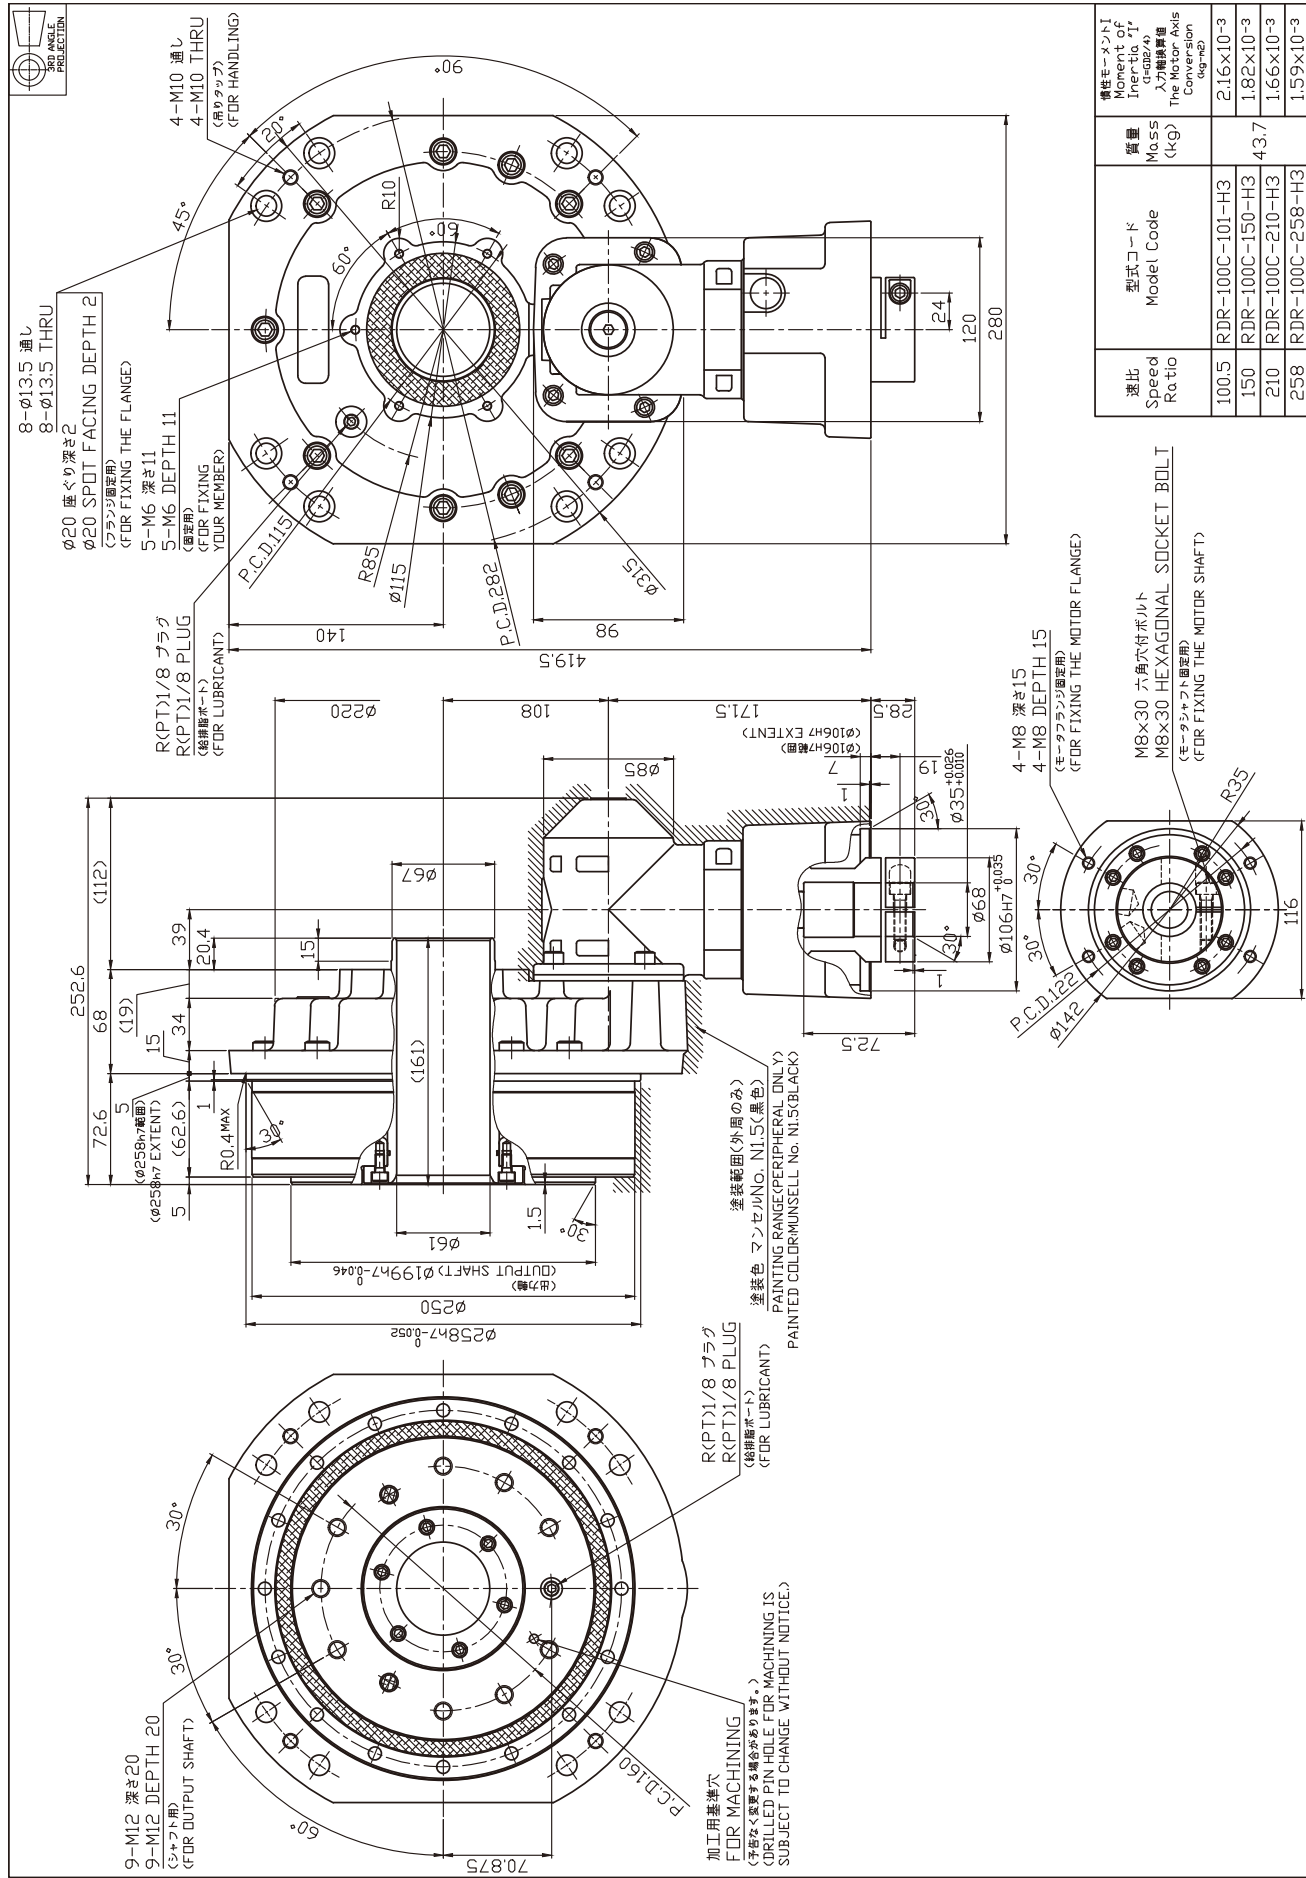 3RD ANGLE
PROJECTION
9-M12 深さ20
9-M12 DEPTH 20
(シャフト用)
(FOR OUTPUT SHAFT)
30°
30°
60°
70.875
P.C.D.160
加工用基準穴
FOR MACHINING
(予告なく変更する場合があります。)
(DRILLED PIN HOLE FOR MACHINING IS
SUBJECT TO CHANGE WITHOUT NOTICE.)
R(PT)1/8 プラグ
R(PT)1/8 PLUG
(給排脂ポート)
(FOR LUBRICANT)
252.6
72.6
68
(112)
5
(Ø258h7範囲)
(Ø258h7 EXTENT)
15
(19)
39
5
(62.6)
1
34
20.4
R0.4MAX
30°
15
(161)
1.5
30°
Ø67
Ø61
(出力軸)
(OUTPUT SHAFT) Ø199h7 0 -0.046
Ø250
Ø258h7 0 -0.052
塗装範囲(外周のみ)
塗装色 マンセルNo. N1.5(黒色)
PAINTING RANGE(PERIPHERAL ONLY)
PAINTED COLOR:MUNSELL No. N1.5(BLACK)
Ø220
108
171.5
28.5
Ø85
(Ø106H7範囲)
(Ø106H7 EXTENT)
7
19
1
30°
Ø35 +0.026 +0.010
Ø68
Ø106H7 +0.035 0
30°
1
72.5
8-Ø13.5 通し
8-Ø13.5 THRU
Ø20 座ぐり深さ2
Ø20 SPOT FACING DEPTH 2
(フランジ固定用)
(FOR FIXING THE FLANGE)
5-M6 深さ11
5-M6 DEPTH 11
(固定用)
(FOR FIXING
YOUR MEMBER)
P.C.D.115
R(PT)1/8 プラグ
R(PT)1/8 PLUG
(給排脂ポート)
(FOR LUBRICANT)
4-M10 通し
4-M10 THRU
(吊りタップ)
(FOR HANDLING)
45°
20°
90°
60°
60°
R10
R85
Ø115
P.C.D.282
Ø315
140
98
419.5
24
120
280
4-M8 深さ15
4-M8 DEPTH 15
(モータフランジ固定用)
(FOR FIXING THE MOTOR FLANGE)
M8×30 六角穴付ボルト
M8×30 HEXAGONAL SOCKET BOLT
(モータシャフト固定用)
(FOR FIXING THE MOTOR SHAFT)
30°
30°
R35
P.C.D.122
Ø142
116
速比
Speed
Ratio
型式コード
Model Code
質量
Mass
(kg)
慣性モーメントI
Moment of
Inertia "I"
(I=GD2/4)
入力軸換算値
The Motor Axis
Conversion
(kg-m2)
100.5 RDR-100C-101-H3 43.7 2.16×10-3
150 RDR-100C-150-H3 1.82×10-3
210 RDR-100C-210-H3 1.66×10-3
258 RDR-100C-258-H3 1.59×10-3